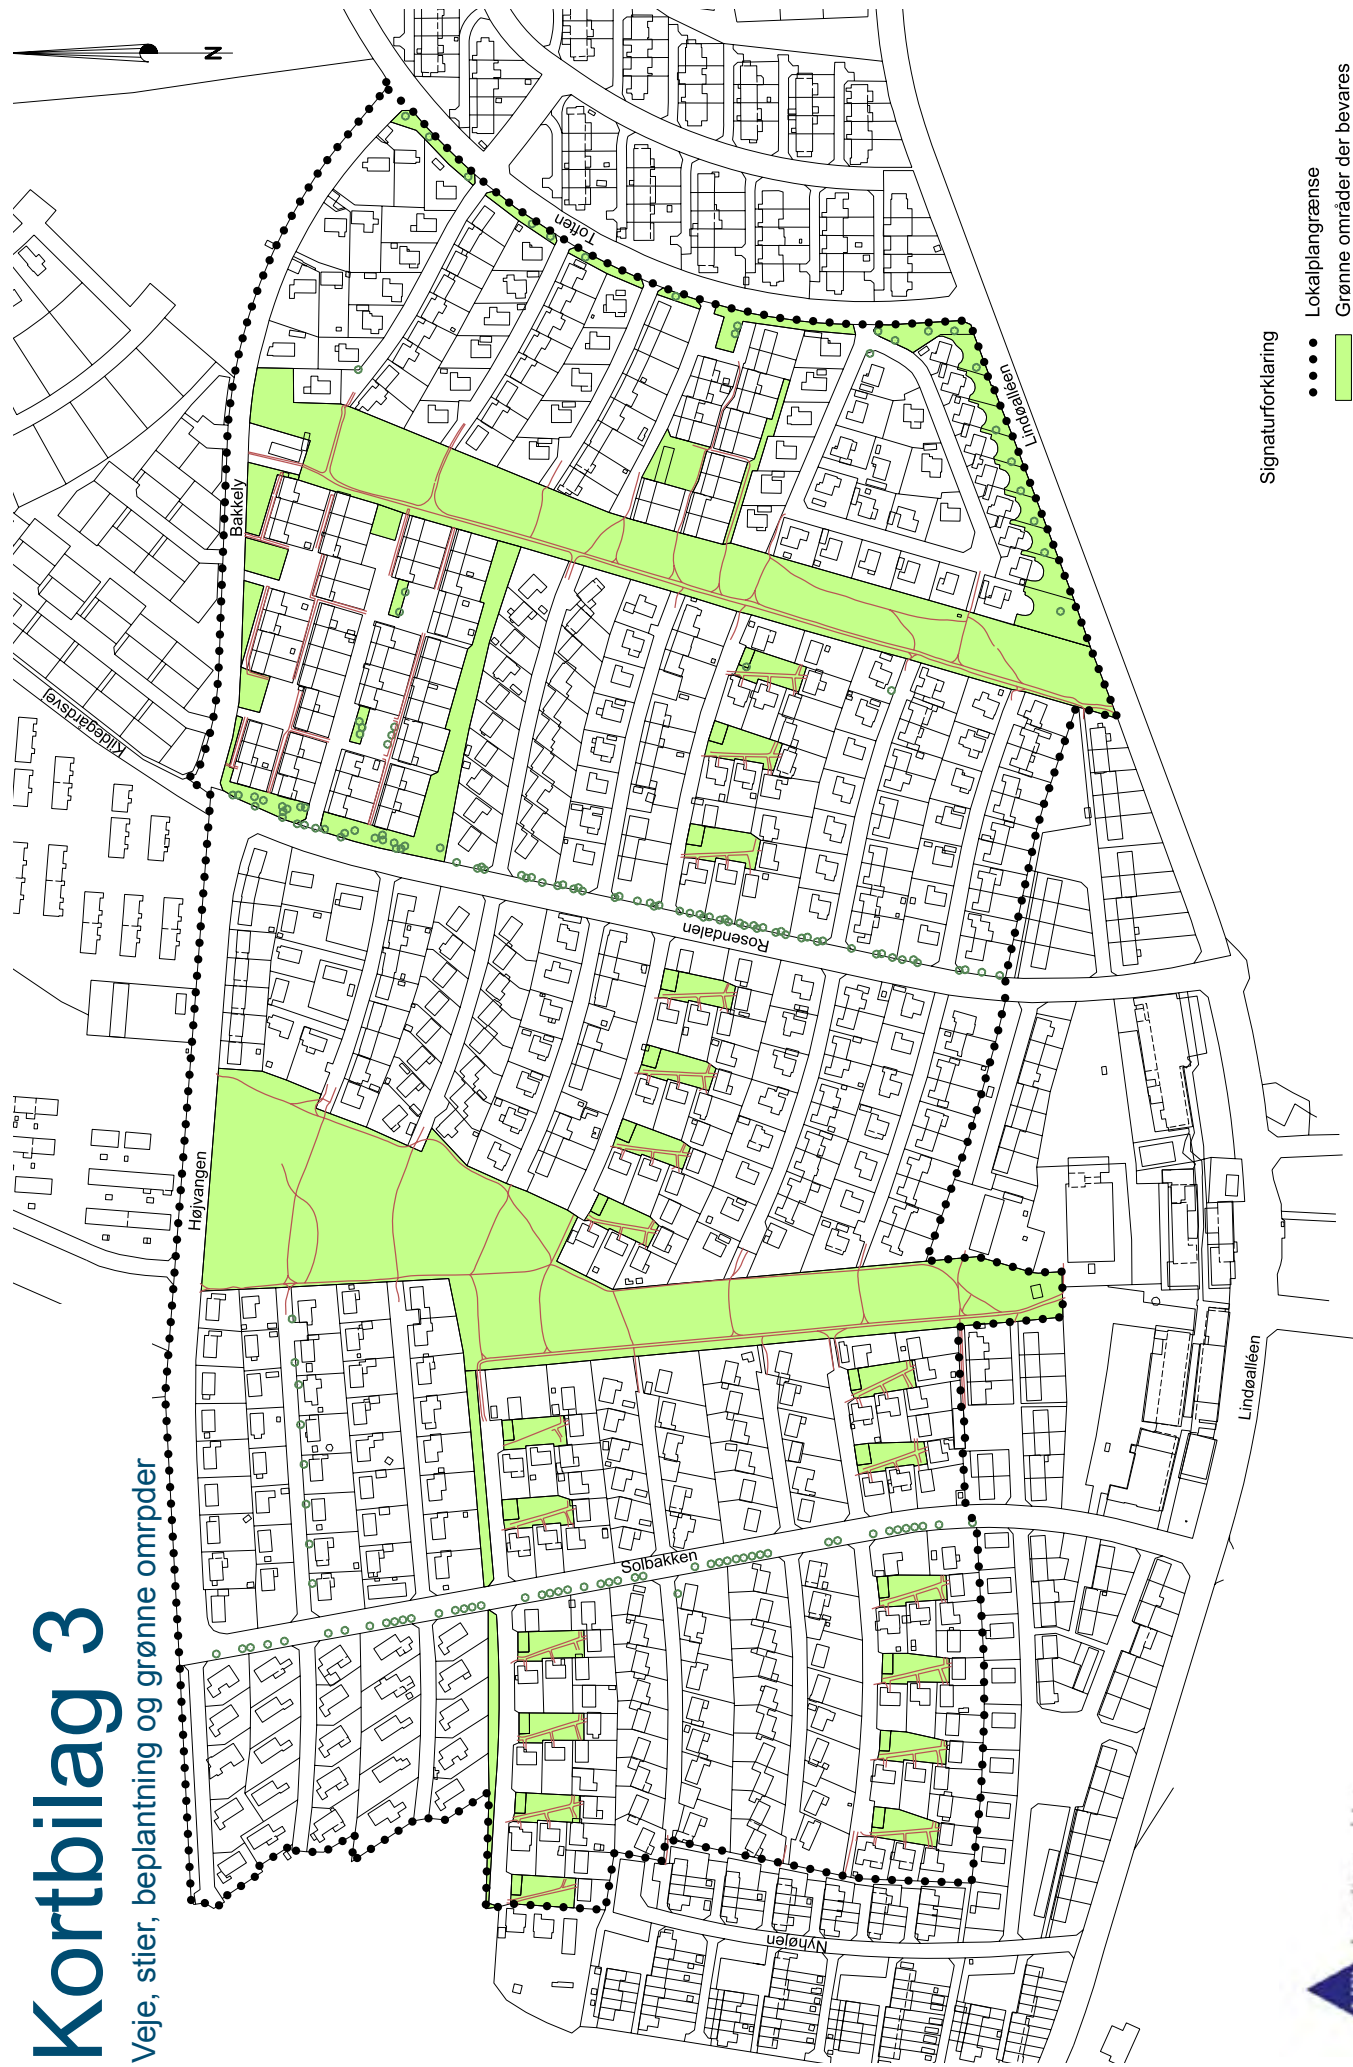 Kortbilag 3
Veje, stier, beplantning og grønne omrpder
N
Toften
Bakkely
Kildegårdsve
Lindøalléen
Rosendalen
Højvangen
Solbakken
Lindøalléen
Nyhøjen
Signaturforklaring
Lokalplangrænse
Grønne områder der bevares